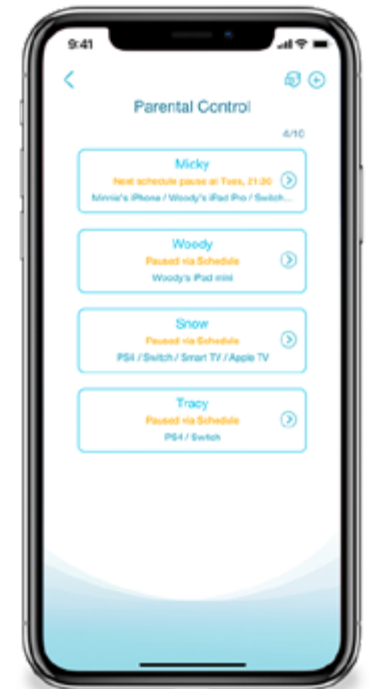 9:41
Parental Control
4/10
Micky
Next schedule pause at Tues, 21:30
Minnie's iPhone / Woody's iPad Pro / Switch...
Woody
Paused via Schedule
Woody's iPad mini
Snow
Paused via Schedule
PS4 / Switch / Smart TV / Apple TV
Tracy
Paused via Schedule
PS4 / Switch